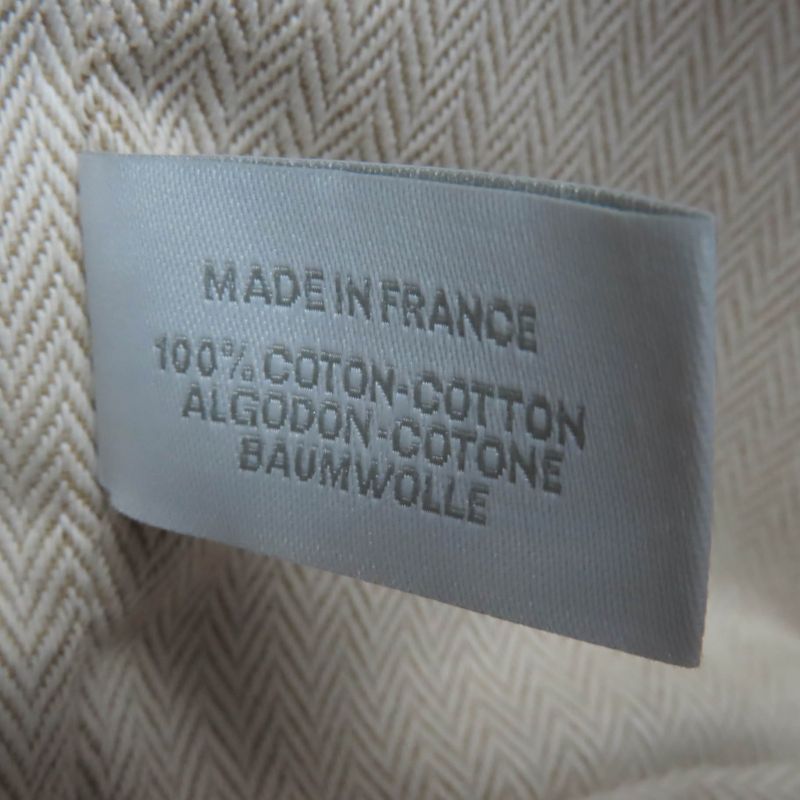 MADE IN FRANCE
100% COTON-COTTON
ALGODON-COTONE
BAUMWOLLE